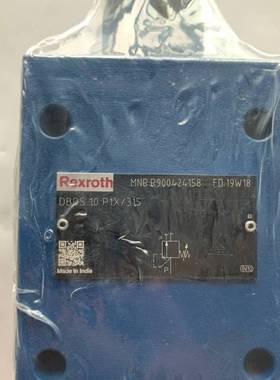 Rexroth MNR R900424158 FD 19W18
DBDS 10 P1X/315
P
Made in India